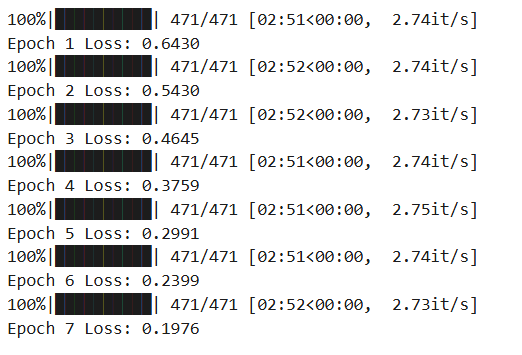 100%|██████████| 471/471 [02:51<00:00,  2.74it/s]
Epoch 1 Loss: 0.6430
100%|██████████| 471/471 [02:52<00:00,  2.74it/s]
Epoch 2 Loss: 0.5430
100%|██████████| 471/471 [02:52<00:00,  2.73it/s]
Epoch 3 Loss: 0.4645
100%|██████████| 471/471 [02:51<00:00,  2.74it/s]
Epoch 4 Loss: 0.3759
100%|██████████| 471/471 [02:51<00:00,  2.75it/s]
Epoch 5 Loss: 0.2991
100%|██████████| 471/471 [02:51<00:00,  2.74it/s]
Epoch 6 Loss: 0.2399
100%|██████████| 471/471 [02:52<00:00,  2.73it/s]
Epoch 7 Loss: 0.1976